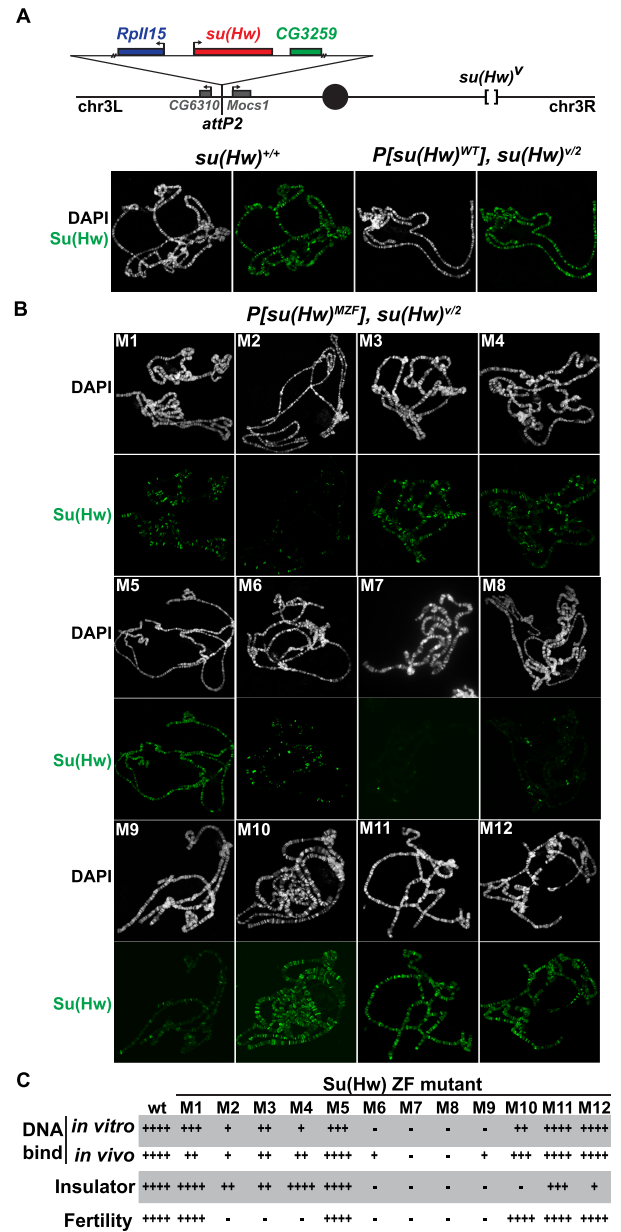 A
RpII15 su(Hw) CG3259
su(Hw)v
chr3L CG6310 Mocs1 chr3R
attP2
su(Hw)+/+ P[su(Hw)WT], su(Hw)v/2
DAPI
Su(Hw)
B
P[su(Hw)MZF], su(Hw)v/2
M1 M2 M3 M4
DAPI
Su(Hw)
M5 M6 M7 M8
DAPI
Su(Hw)
M9 M10 M11 M12
DAPI
Su(Hw)
C
Su(Hw) ZF mutant
wt M1 M2 M3 M4 M5 M6 M7 M8 M9 M10 M11 M12
DNA bind
in vitro ++++ +++ + ++ + +++ - - - - ++ ++++ ++++
in vivo ++++ ++ + ++ ++ ++++ + - - + +++ ++++ ++++
Insulator ++++ ++++ ++ ++ ++++ ++++ - - - - - +++ +
Fertility ++++ ++++ - - - ++++ - - - - ++++ ++++ ++++